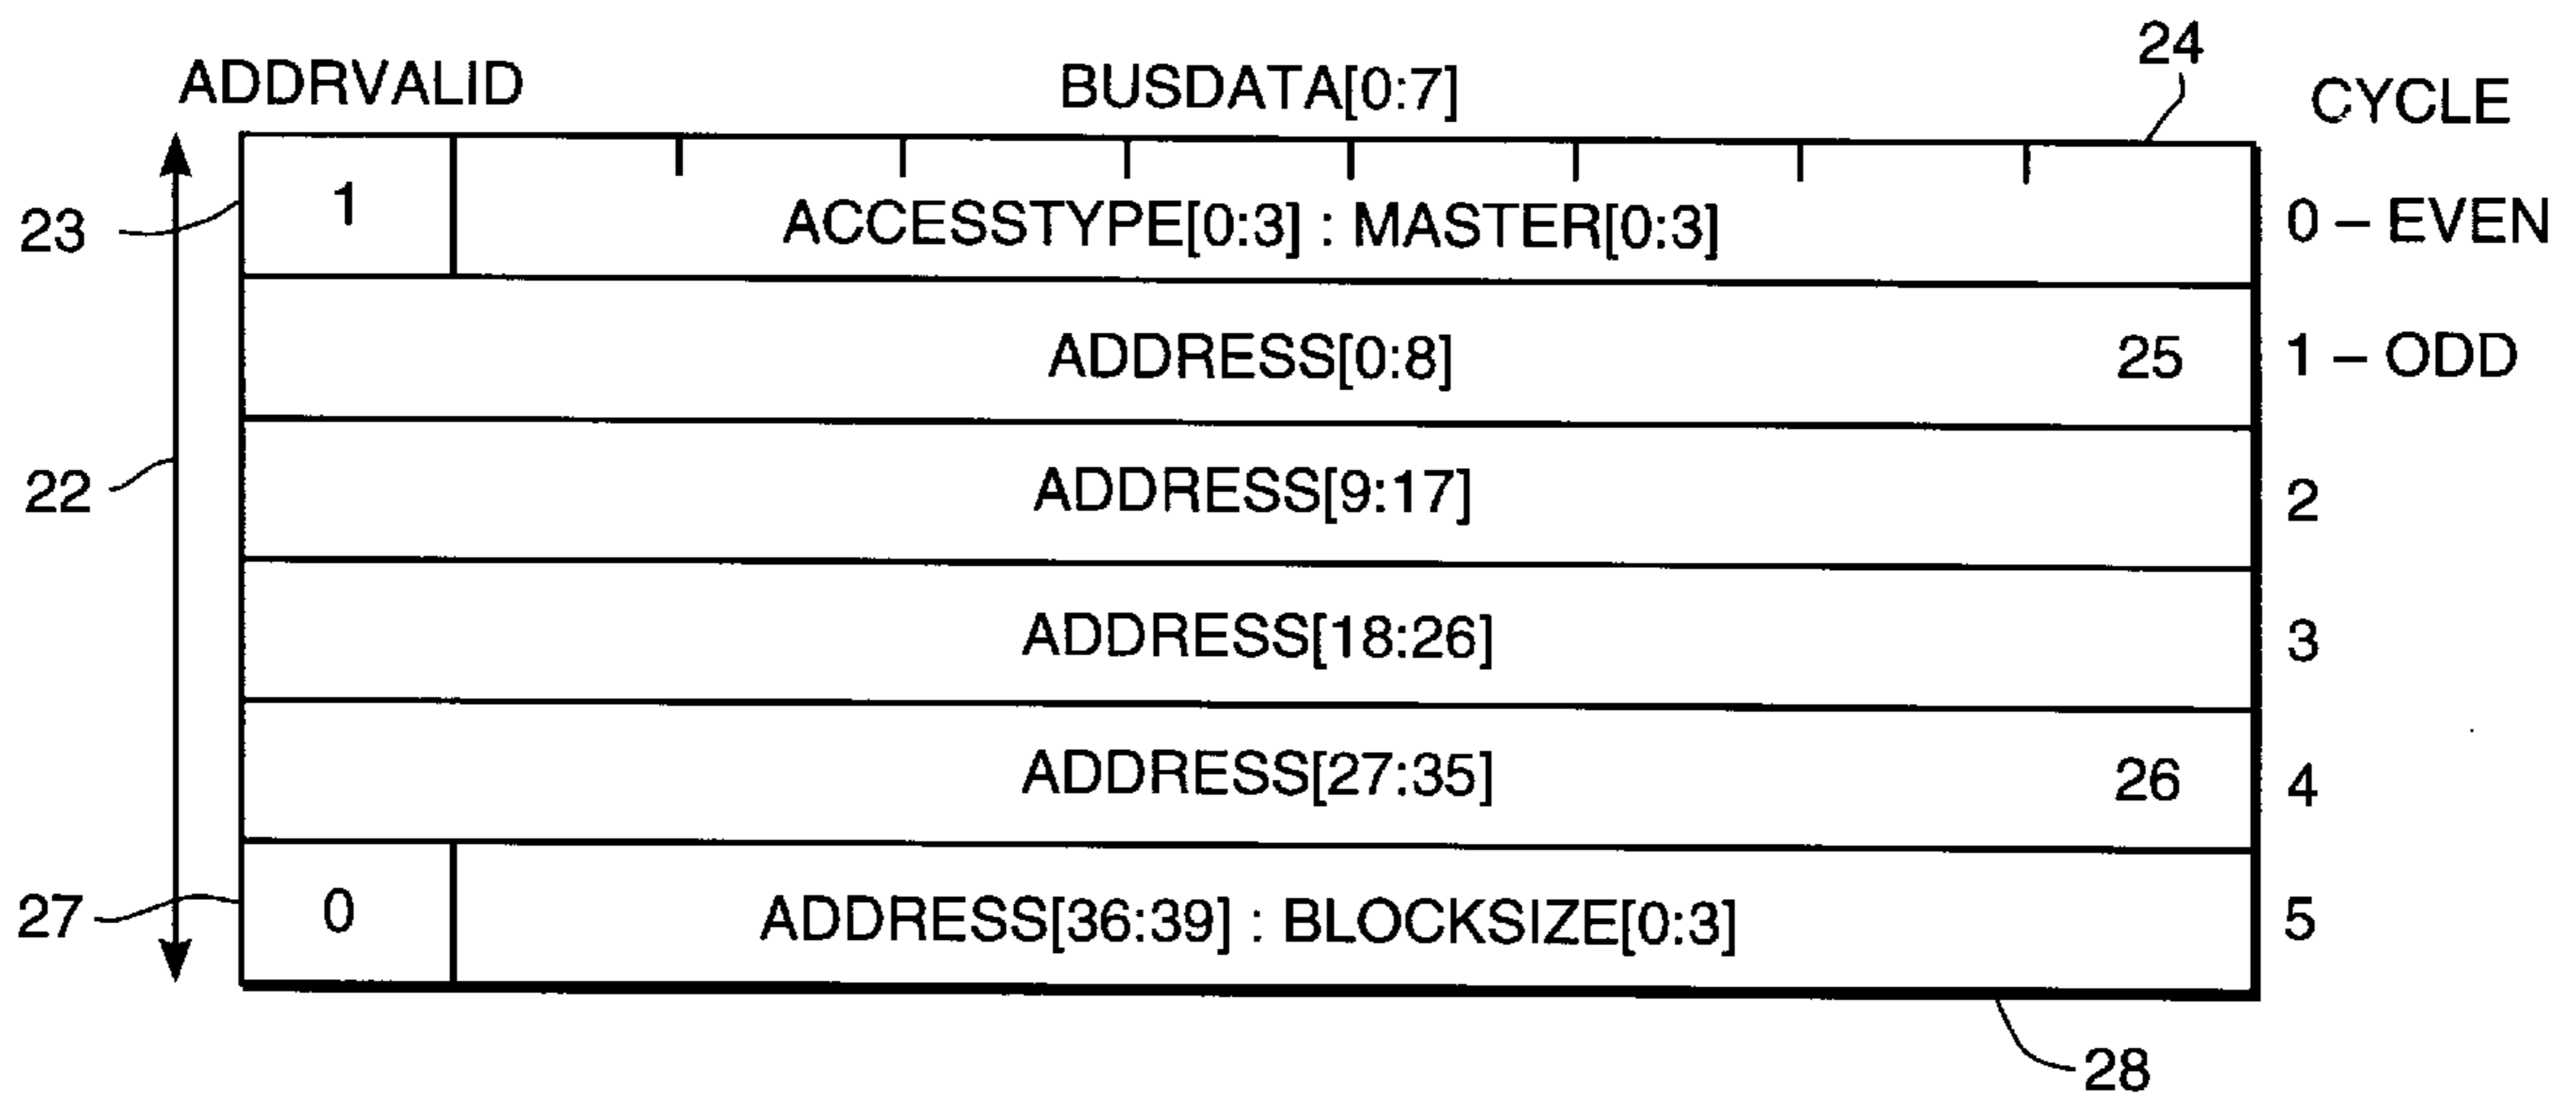 24
ADDRVALID BUSDATA[0:7] CYCLE
23 1 ACCESSTYPE[0:3] : MASTER[0:3] 0 – EVEN
ADDRESS[0:8] 25 1 – ODD
22 ADDRESS[9:17] 2
ADDRESS[18:26] 3
ADDRESS[27:35] 26 4
27 0 ADDRESS[36:39] : BLOCKSIZE[0:3] 5
28